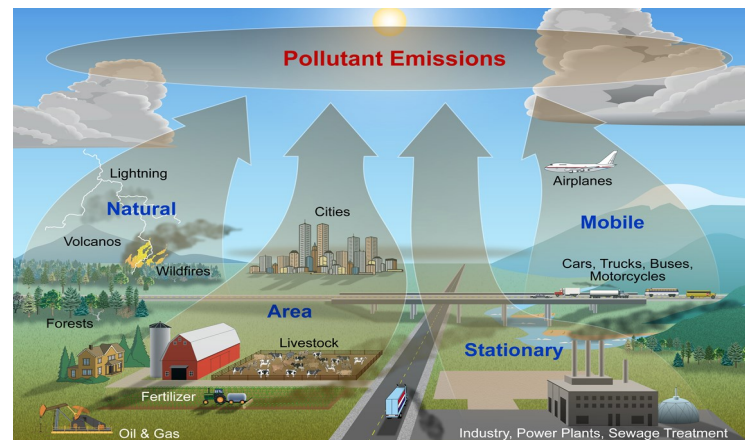 Pollutant Emissions
Lightning
Natural
Volcanos
Wildfires
Forests
Cities
Area
Livestock
Fertilizer
Oil & Gas
Airplanes
Mobile
Cars, Trucks, Buses,
Motorcycles
Stationary
Industry, Power Plants, Sewage Treatment